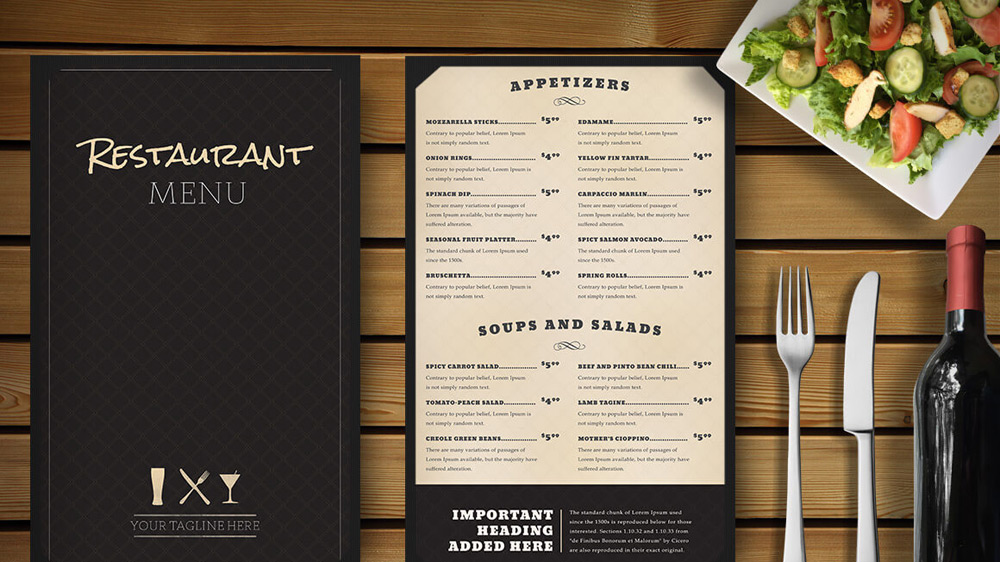 Restaurant
MENU
YOUR TAGLINE HERE
APPETIZERS
MOZZARELLA STICKS................ $5⁹⁹
Contrary to popular belief, Lorem Ipsum
is not simply random text.
ONION RINGS........................... $4⁹⁹
Contrary to popular belief, Lorem Ipsum
is not simply random text.
SPINACH DIP............................ $5⁹⁹
There are many variations of passages of
Lorem Ipsum available, but the majority have
suffered alteration.
SEASONAL FRUIT PLATTER......... $4⁹⁹
The standard chunk of Lorem Ipsum used
since the 1500s.
BRUSCHETTA........................... $4⁹⁹
Contrary to popular belief, Lorem Ipsum
is not simply random text.
EDAMAME................................ $5⁹⁹
Contrary to popular belief, Lorem Ipsum is
not simply random text.
YELLOW FIN TARTAR................ $4⁹⁹
Contrary to popular belief, Lorem Ipsum is
not simply random text.
CARPACCIO MARLIN................. $5⁹⁹
There are many variations of passages of
Lorem Ipsum available, but the majority have
suffered alteration.
SPICY SALMON AVOCADO.......... $4⁹⁹
Contrary to popular belief, Lorem Ipsum is
not simply random text.
SPRING ROLLS......................... $4⁹⁹
Contrary to popular belief, Lorem Ipsum is
not simply random text.
SOUPS AND SALADS
SPICY CARROT SALAD............... $5⁹⁹
Contrary to popular belief, Lorem Ipsum
is not simply random text.
TOMATO-PEACH SALAD............. $4⁹⁹
Contrary to popular belief, Lorem Ipsum is
not simply random text.
CREOLE GREEN BEANS.............. $5⁹⁹
There are many variations of passages of
Lorem Ipsum available, but the majority have
suffered alteration.
BEEF AND PINTO BEAN CHILI..... $5⁹⁹
Contrary to popular belief, Lorem Ipsum
is not simply random text.
LAMB TAGINE........................... $4⁹⁹
Contrary to popular belief, Lorem Ipsum is
not simply random text.
MOTHER'S CIOPPINO................ $5⁹⁹
There are many variations of passages of
Lorem Ipsum available, but the majority have
suffered alteration.
IMPORTANT
HEADING
ADDED HERE
The standard chunk of Lorem Ipsum used
since the 1500s is reproduced below for those
interested. Sections 1.10.32 and 1.10.33 from
"de Finibus Bonorum et Malorum" by Cicero
are also reproduced in their exact original.